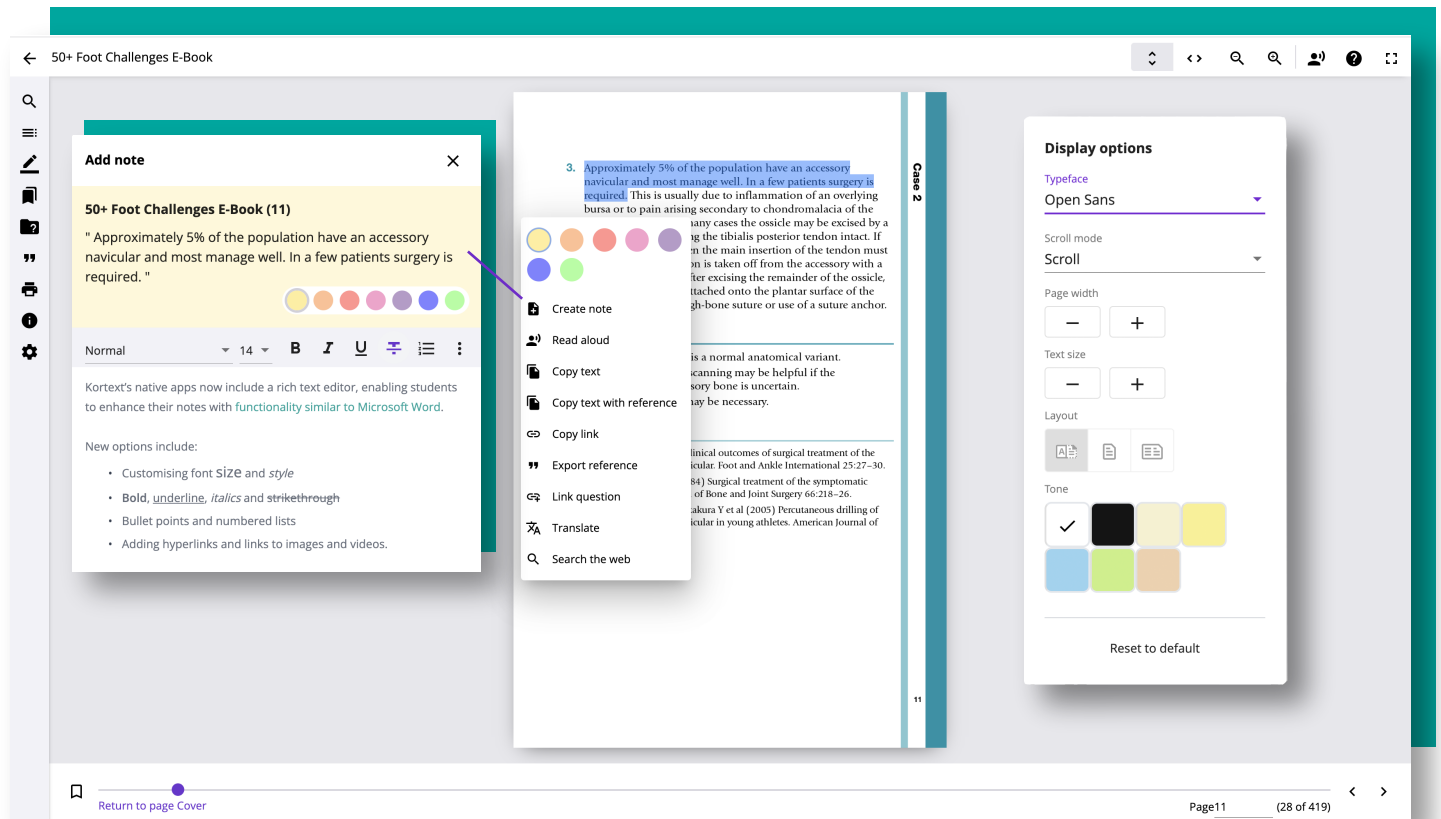 50+ Foot Challenges E-Book
Add note
50+ Foot Challenges E-Book (11)
" Approximately 5% of the population have an accessory
navicular and most manage well. In a few patients surgery is
required. "
Normal
14
B I U
Kortext's native apps now include a rich text editor, enabling students
to enhance their notes with functionality similar to Microsoft Word.
New options include:
• Customising font size and style
• Bold, underline, italics and strikethrough
• Bullet points and numbered lists
• Adding hyperlinks and links to images and videos.
Case 2
3. Approximately 5% of the population have an accessory
navicular and most manage well. In a few patients surgery is
required. This is usually due to inflammation of an overlying
bursa or to pain arising secondary to chondromalacia of the
many cases the ossicle may be excised by a
ng the tibialis posterior tendon intact. If
n the main insertion of the tendon must
on is taken off from the accessory with a
fter excising the remainder of the ossicle,
ttached onto the plantar surface of the
gh-bone suture or use of a suture anchor.
is a normal anatomical variant.
scanning may be helpful if the
sory bone is uncertain.
may be necessary.
linical outcomes of surgical treatment of the
icular. Foot and Ankle International 25:27–30.
84) Surgical treatment of the symptomatic
of Bone and Joint Surgery 66:218–26.
takura Y et al (2005) Percutaneous drilling of
icular in young athletes. American Journal of
11
Create note
Read aloud
Copy text
Copy text with reference
Copy link
Export reference
Link question
Translate
Search the web
Display options
Typeface
Open Sans
Scroll mode
Scroll
Page width
Text size
Layout
Tone
Reset to default
Return to page Cover
Page11
(28 of 419)